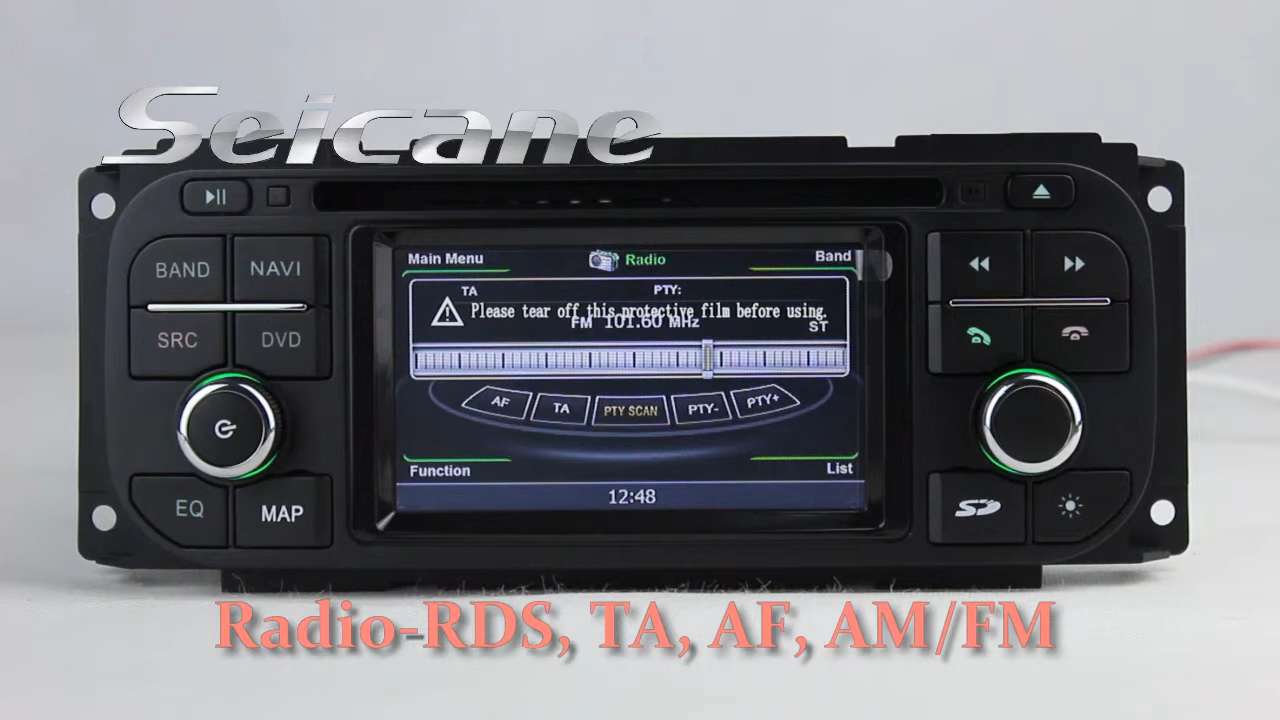 Seicane
BAND
NAVI
SRC
DVD
EQ
MAP
Main Menu
Radio
Band
TA
PTY:
Please tear off this protective film before using.
FM 101.60 MHz
ST
AF
TA
PTY SCAN
PTY-
PTY+
Function
List
12:48
SD
Radio-RDS, TA, AF, AM/FM